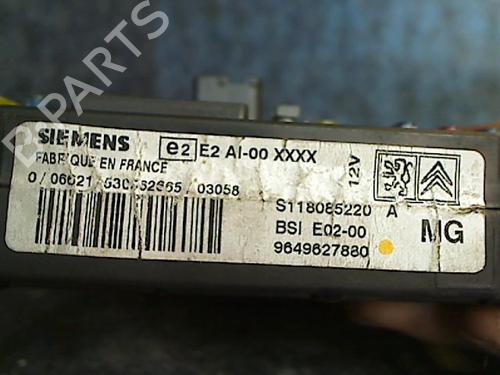 B-PARTS
SIEMENS
e2 E2 AI-00 XXXX
FABRIQUE EN FRANCE
12V
03058
S118085220 A
BSI E02-00
MG
9649627880